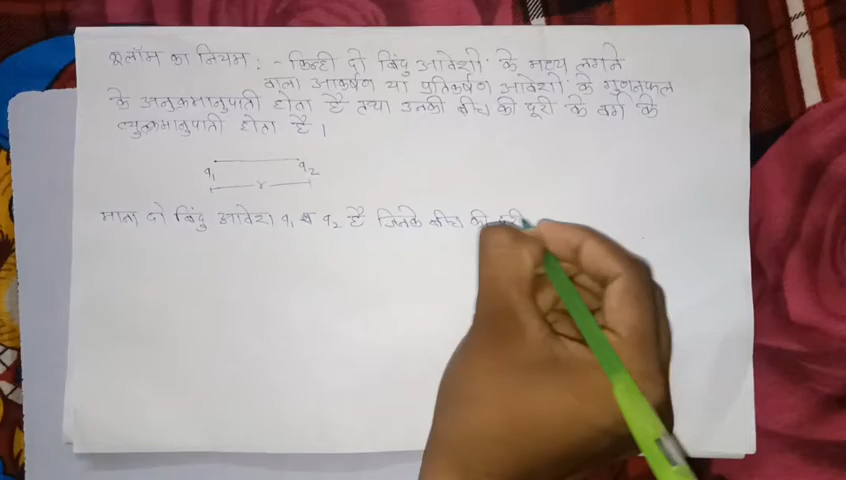 कूलॉम का नियम : - किन्ही दो बिंदु आवेशो के मध्य लगने
वाला आकर्षण या प्रतिकर्षण आवेशो के गुणनफल
के अनुक्रमानुपाती होता है तथा उनकी बीच की दूरी के वर्ग के
व्युत्क्रमानुपाती होता है।
q₁ q₂
r
माना दो बिंदु आवेश q₁ व q₂ है जिनके बीच की दूरी